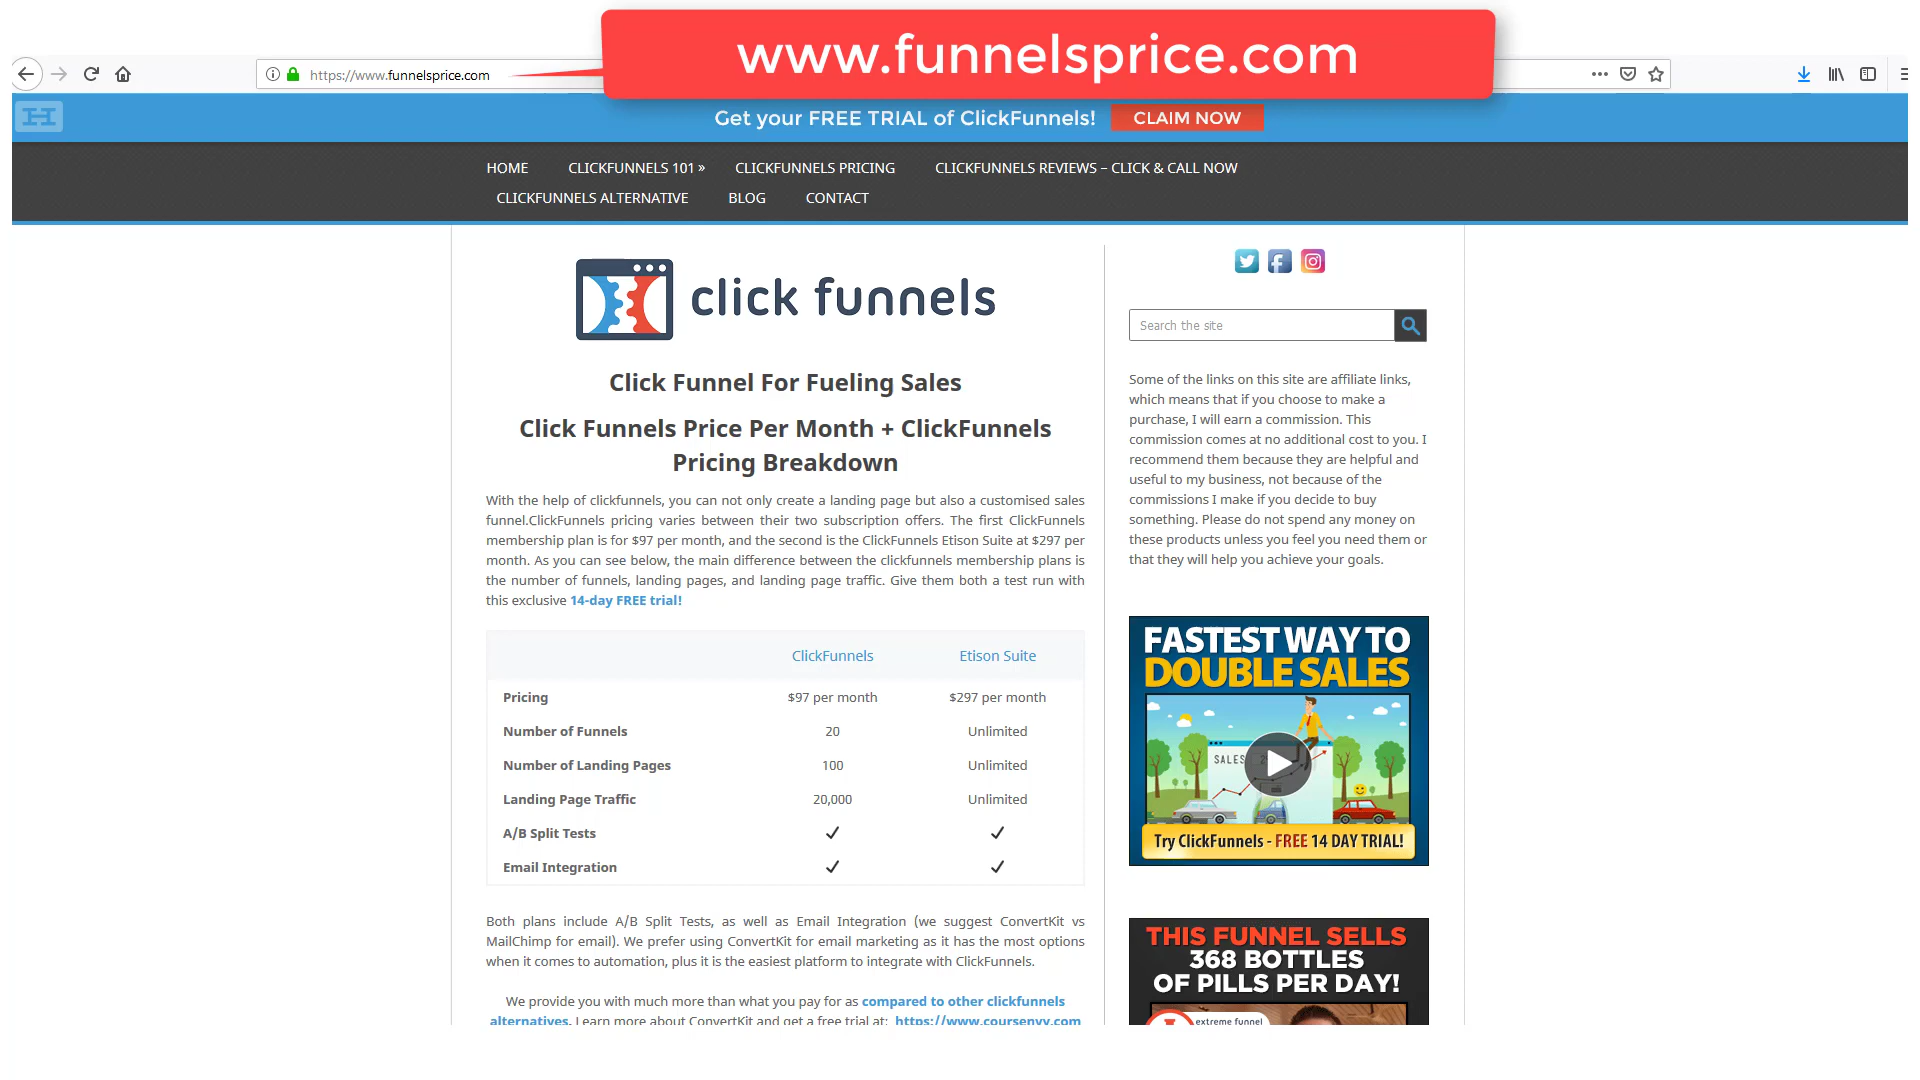 www.funnelsprice.com
https://www.funnelsprice.com
Get your FREE TRIAL of ClickFunnels! CLAIM NOW
HOME CLICKFUNNELS 101 » CLICKFUNNELS PRICING CLICKFUNNELS REVIEWS – CLICK & CALL NOW
CLICKFUNNELS ALTERNATIVE BLOG CONTACT
click funnels
Click Funnel For Fueling Sales
Click Funnels Price Per Month + ClickFunnels
Pricing Breakdown
With the help of clickfunnels, you can not only create a landing page but also a customised sales
funnel.ClickFunnels pricing varies between their two subscription offers. The first ClickFunnels
membership plan is for $97 per month, and the second is the ClickFunnels Etison Suite at $297 per
month. As you can see below, the main difference between the clickfunnels membership plans is
the number of funnels, landing pages, and landing page traffic. Give them both a test run with
this exclusive 14-day FREE trial!
ClickFunnels Etison Suite
Pricing $97 per month $297 per month
Number of Funnels 20 Unlimited
Number of Landing Pages 100 Unlimited
Landing Page Traffic 20,000 Unlimited
A/B Split Tests ✓ ✓
Email Integration ✓ ✓
Both plans include A/B Split Tests, as well as Email Integration (we suggest ConvertKit vs
MailChimp for email). We prefer using ConvertKit for email marketing as it has the most options
when it comes to automation, plus it is the easiest platform to integrate with ClickFunnels.
We provide you with much more than what you pay for as compared to other clickfunnels
alternatives. Learn more about ConvertKit and get a free trial at: https://www.coursenvy.com
Search the site
Some of the links on this site are affiliate links,
which means that if you choose to make a
purchase, I will earn a commission. This
commission comes at no additional cost to you. I
recommend them because they are helpful and
useful to my business, not because of the
commissions I make if you decide to buy
something. Please do not spend any money on
these products unless you feel you need them or
that they will help you achieve your goals.
FASTEST WAY TO
DOUBLE SALES
SALES
Try ClickFunnels - FREE 14 DAY TRIAL!
THIS FUNNEL SELLS
368 BOTTLES
OF PILLS PER DAY!
extreme funnel